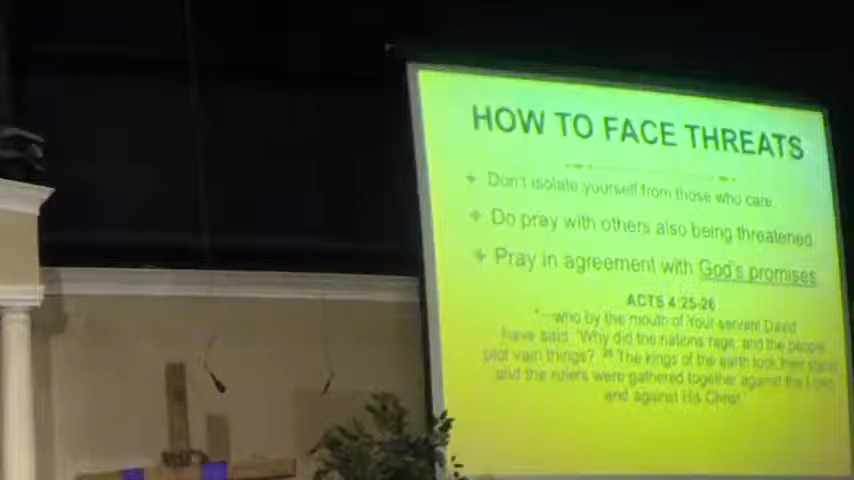 HOW TO FACE THREATS
Don't isolate yourself from those who care.
Do pray with others also being threatened.
Pray in agreement with God's promises.
ACTS 4:25-26
"...who by the mouth of Your servant David
have said: 'Why did the nations rage, and the people
plot vain things? 26 The kings of the earth took their stand,
and the rulers were gathered together against the Lord
and against His Christ.'